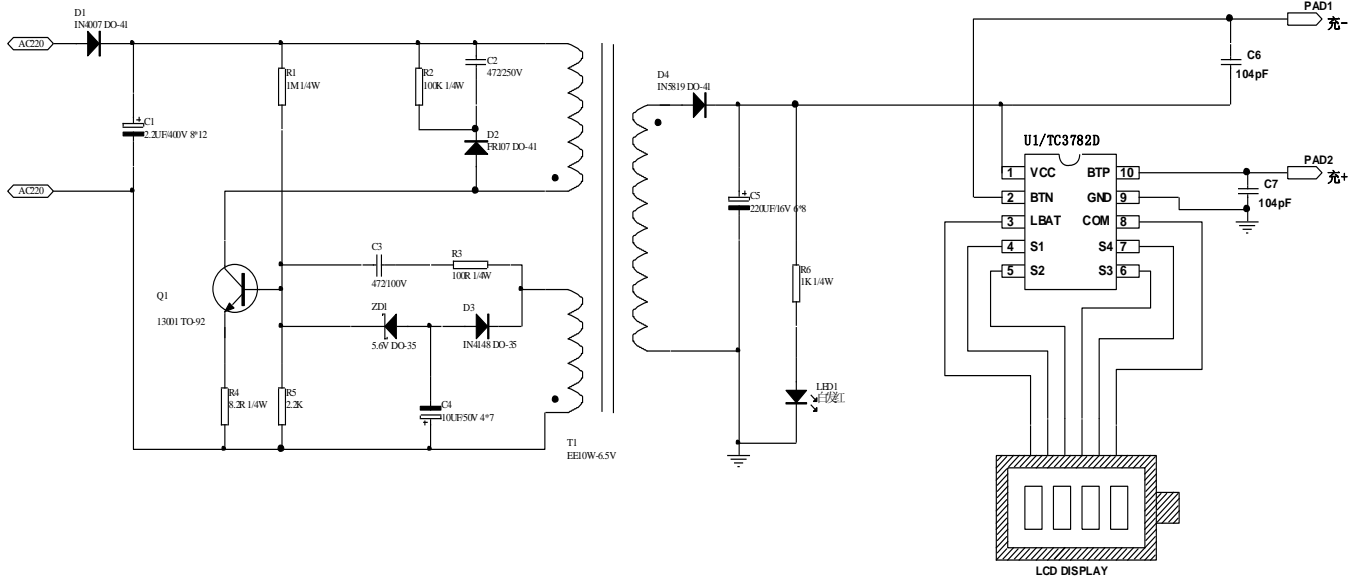 D1
IN4007 DO-41
AC220
AC220
C1
2.2UF/400V 8*12
R1
1M 1/4W
R2
100K 1/4W
C2
472/250V
D2
FR107 DO-41
C3
472/100V
R3
100R 1/4W
Q1
13001 TO-92
ZD1
5.6V DO-35
D3
IN4148 DO-35
R4
8.2R 1/4W
R5
2.2K
C4
10UF/50V 4*7
T1
EE10W-6.5V
D4
IN5819 DO-41
C5
220UF/16V 6*8
R6
1K 1/4W
LED1
PAD1
充-
C6
104pF
U1/TC3782D
1 VCC BTP 10
2 BTN GND 9
3 LBAT COM 8
4 S1 S4 7
5 S2 S3 6
PAD2
充+
C7
104pF
LCD DISPLAY